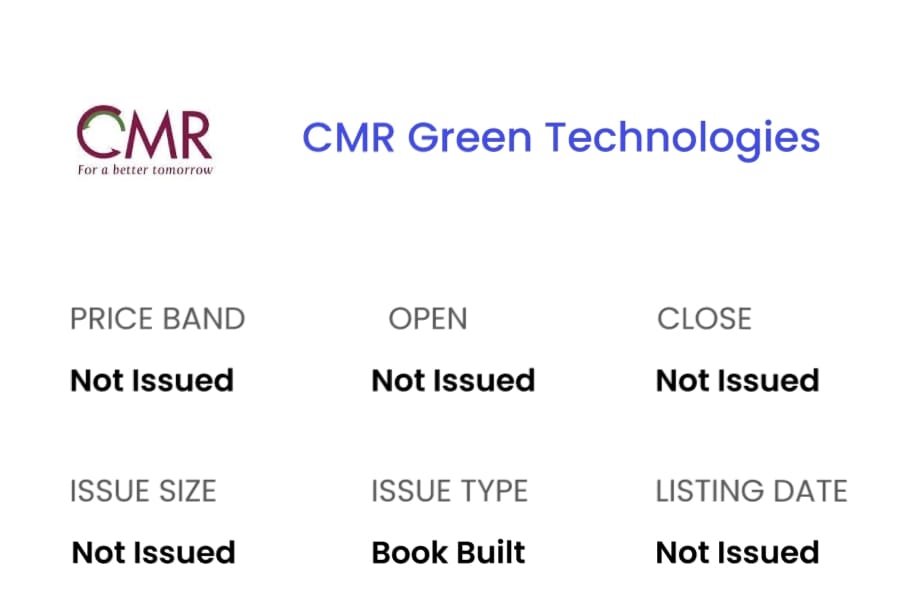 CMR
For a better tomorrow
CMR Green Technologies
PRICE BAND OPEN CLOSE
Not Issued Not Issued Not Issued
ISSUE SIZE ISSUE TYPE LISTING DATE
Not Issued Book Built Not Issued